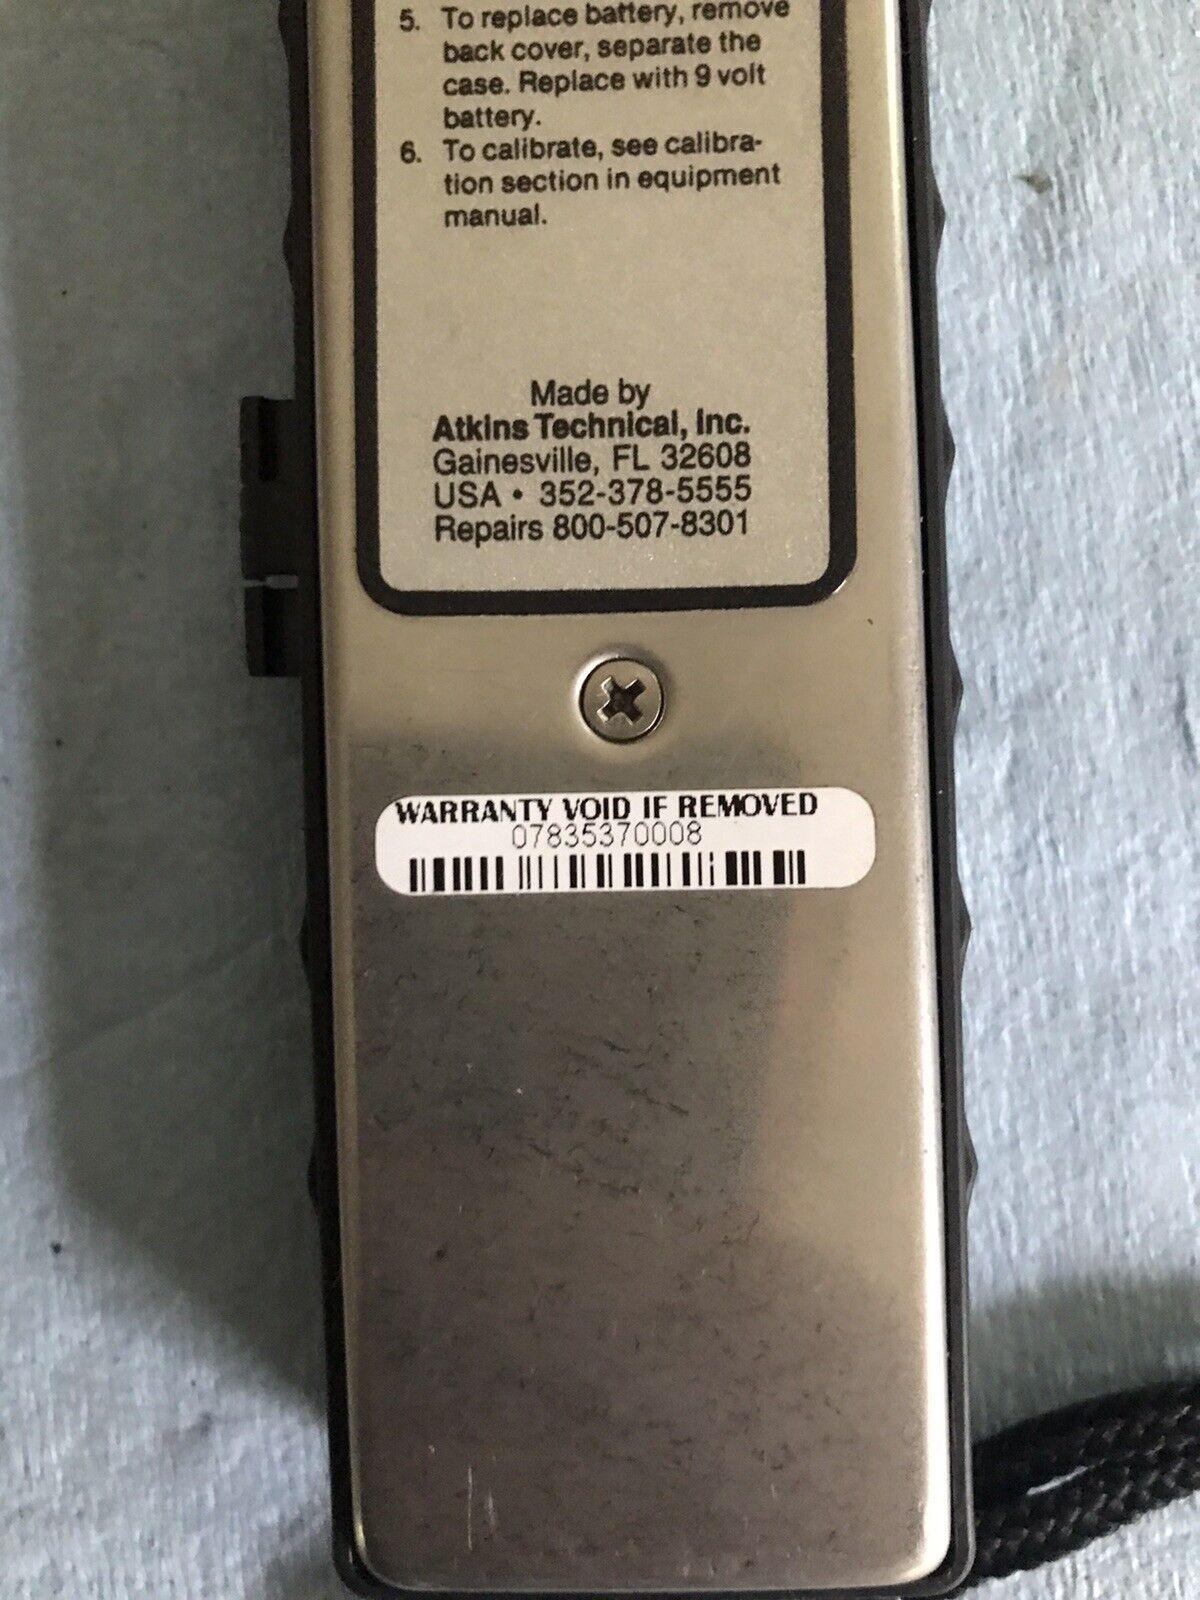 5. To replace battery, remove
back cover, separate the
case. Replace with 9 volt
battery.
6. To calibrate, see calibra-
tion section in equipment
manual.
Made by
Atkins Technical, Inc.
Gainesville, FL 32608
USA • 352-378-5555
Repairs 800-507-8301
WARRANTY VOID IF REMOVED
07835370008